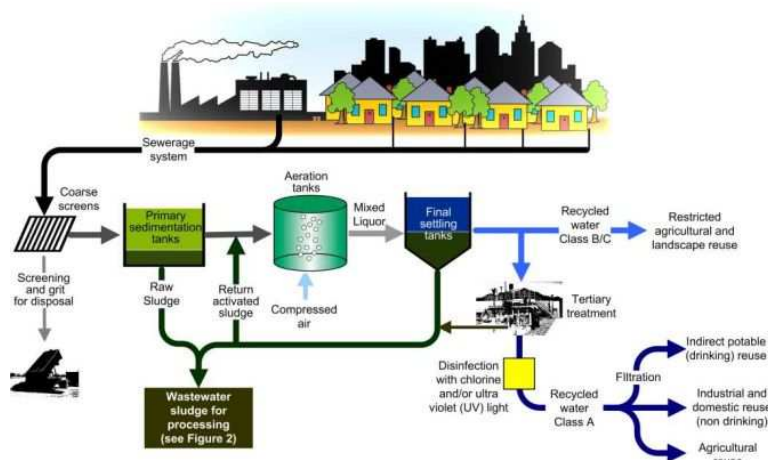 Sewerage
system
Coarse
screens
Primary
sedimentation
tanks
Aeration
tanks
Mixed
Liquor
Final
settling
tanks
Recycled
water
Class B/C
Restricted
agricultural and
landscape reuse
Screening
and grit
for disposal
Raw
Sludge
Return
activated
sludge
Compressed
air
Tertiary
treatment
Wastewater
sludge for
processing
(see Figure 2)
Disinfection
with chlorine
and/or ultra
violet (UV) light
Recycled
water
Class A
FIltration
Indirect potable
(drinking) reuse
Industrial and
domestic reuse
(non drinking)
Agricultural